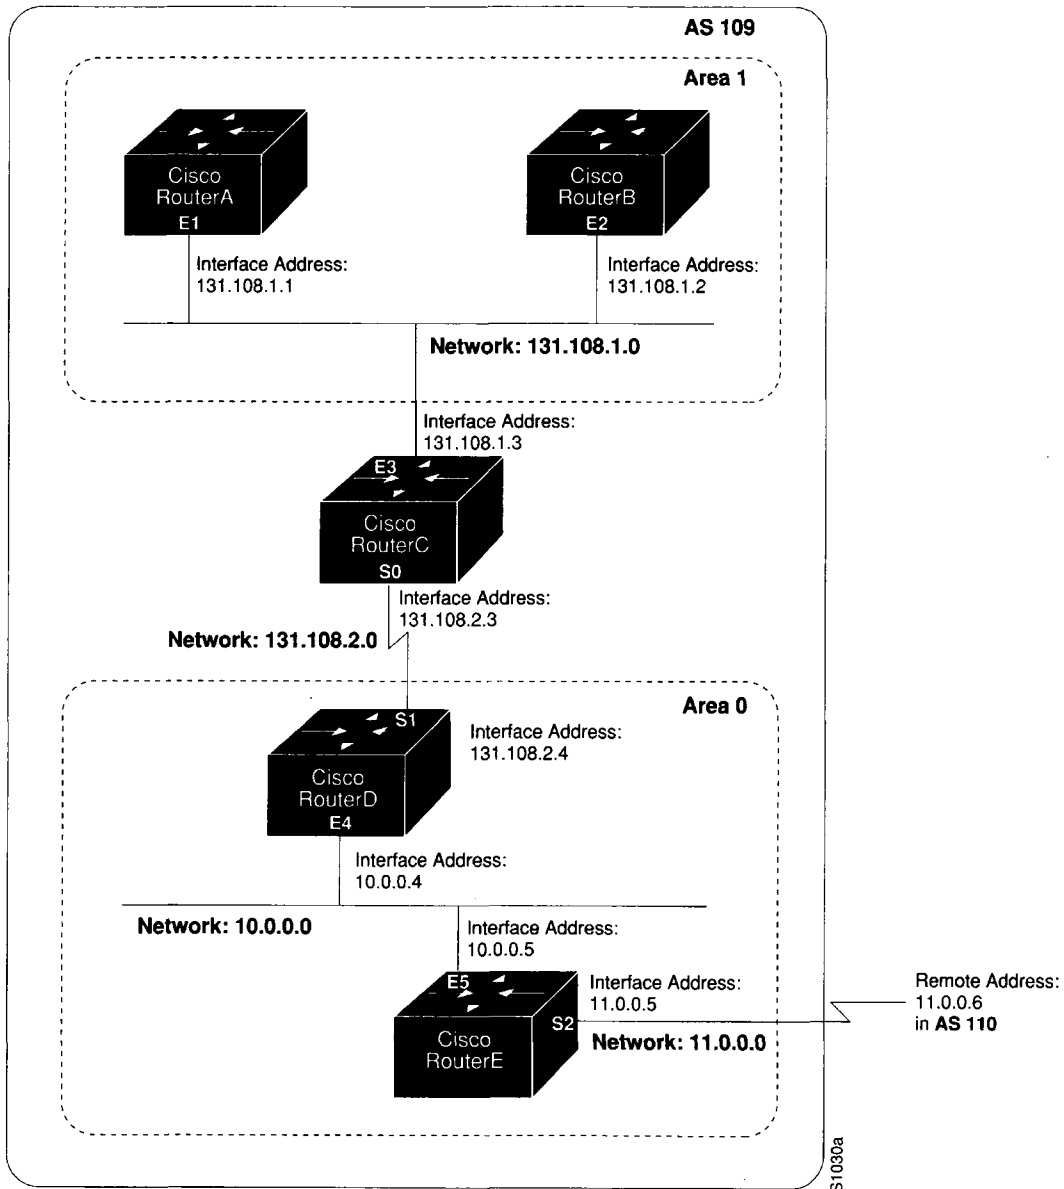 AS 109
Area 1
Cisco
RouterA
E1
Cisco
RouterB
E2
Interface Address:
131.108.1.1
Interface Address:
131.108.1.2
Network: 131.108.1.0
Interface Address:
131.108.1.3
E3
Cisco
RouterC
S0
Interface Address:
131.108.2.3
Network: 131.108.2.0
Area 0
S1
Interface Address:
131.108.2.4
Cisco
RouterD
E4
Interface Address:
10.0.0.4
Network: 10.0.0.0
Interface Address:
10.0.0.5
E5
Interface Address:
11.0.0.5
S2
Cisco
RouterE
Network: 11.0.0.0
Remote Address:
11.0.0.6
in AS 110
S1030a